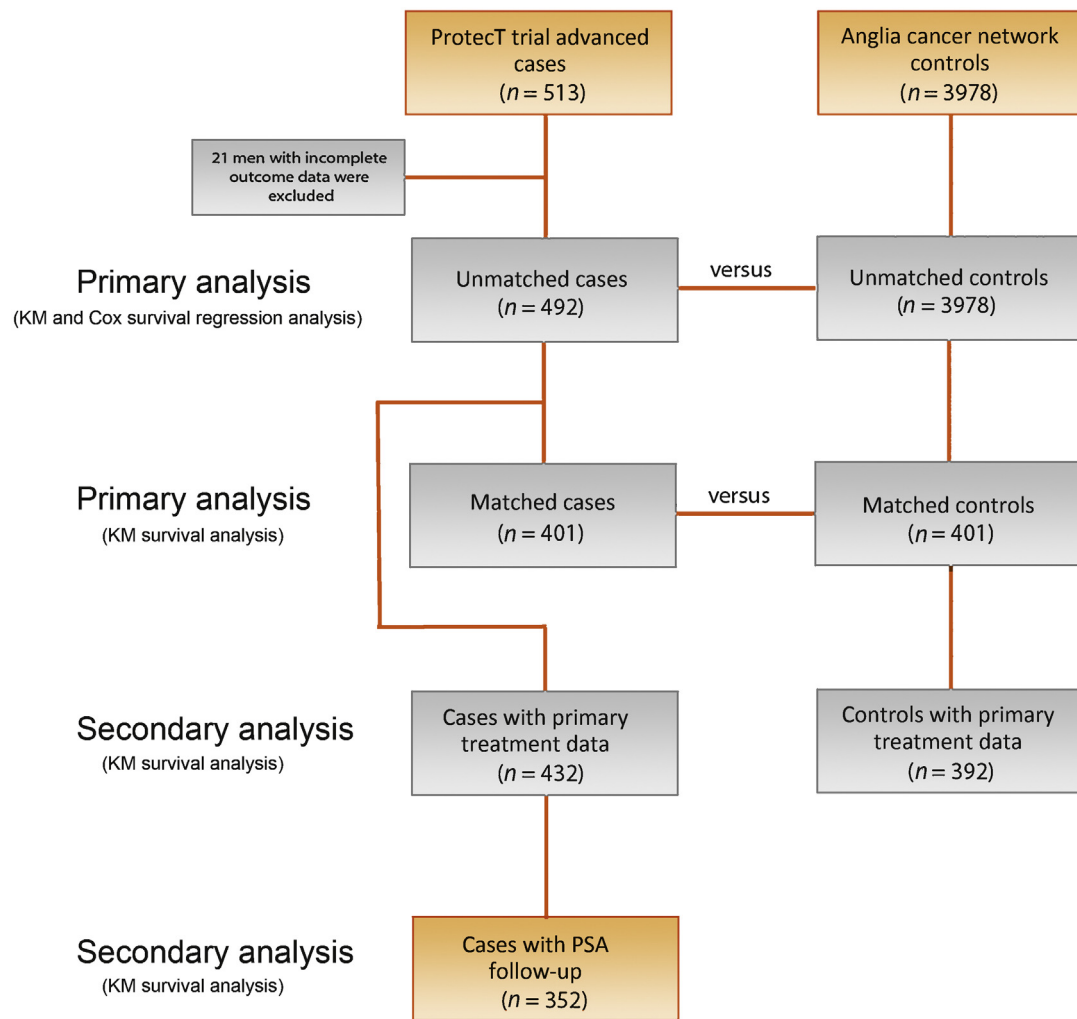 ProtecT trial advanced
cases
(n = 513)
Anglia cancer network
controls
(n = 3978)
21 men with incomplete
outcome data were
excluded
Primary analysis
(KM and Cox survival regression analysis)
Unmatched cases
(n = 492)
versus
Unmatched controls
(n = 3978)
Primary analysis
(KM survival analysis)
Matched cases
(n = 401)
versus
Matched controls
(n = 401)
Secondary analysis
(KM survival analysis)
Cases with primary
treatment data
(n = 432)
Controls with primary
treatment data
(n = 392)
Secondary analysis
(KM survival analysis)
Cases with PSA
follow-up
(n = 352)